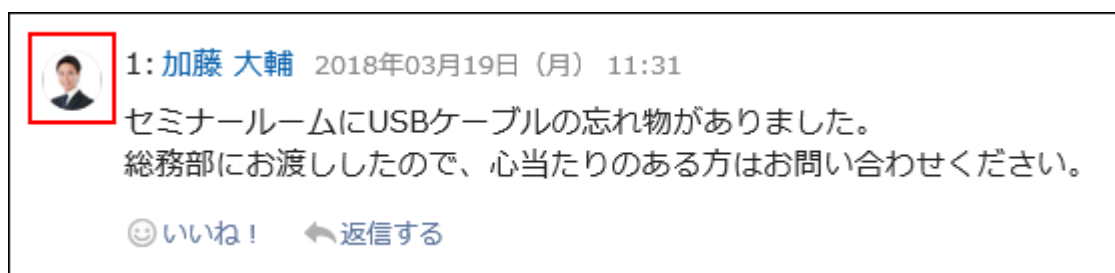 1: 加藤 大輔 2018年03月19日（月） 11:31
セミナールームにUSBケーブルの忘れ物がありました。
総務部にお渡ししたので、心当たりのある方はお問い合わせください。
いいね！ 返信する